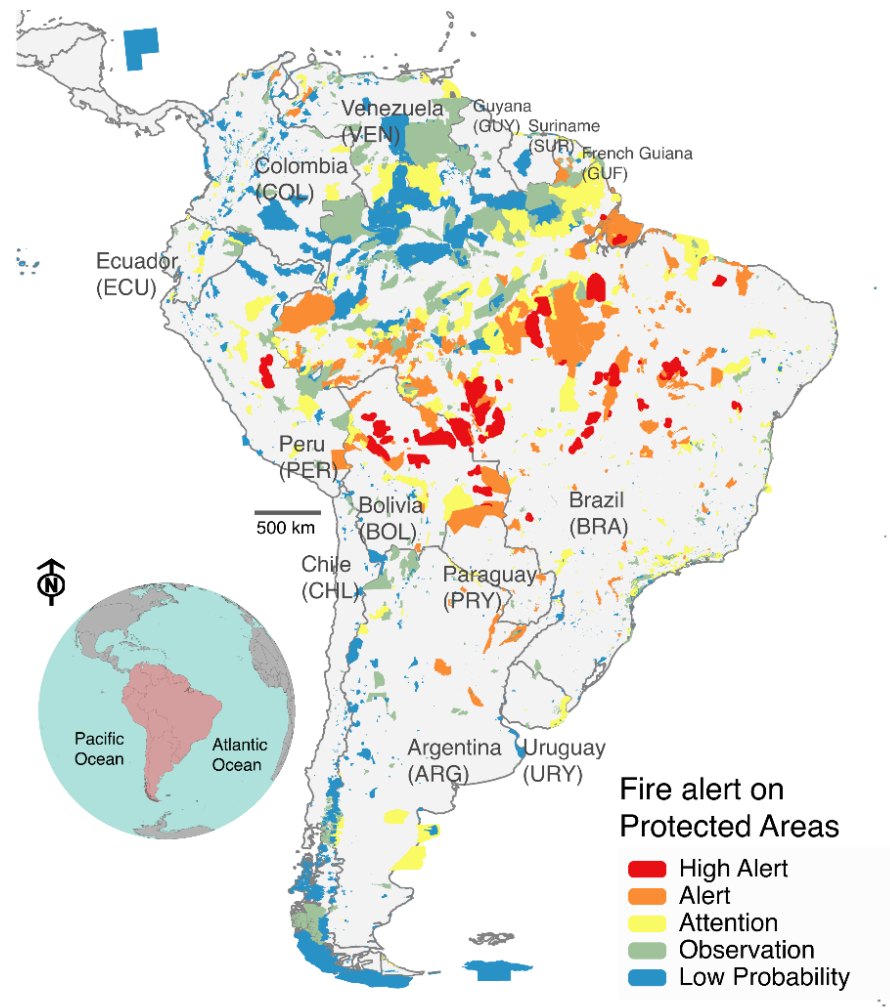 Venezuela
(VEN)
Guyana
(GUY)
Suriname
(SUR)
French Guiana
(GUF)
Colombia
(COL)
Ecuador
(ECU)
Peru
(PER)
Bolivia
(BOL)
Brazil
(BRA)
500 km
Chile
(CHL)
Paraguay
(PRY)
N
Pacific
Ocean
Atlantic
Ocean
Argentina
(ARG)
Uruguay
(URY)
Fire alert on
Protected Areas
High Alert
Alert
Attention
Observation
Low Probability